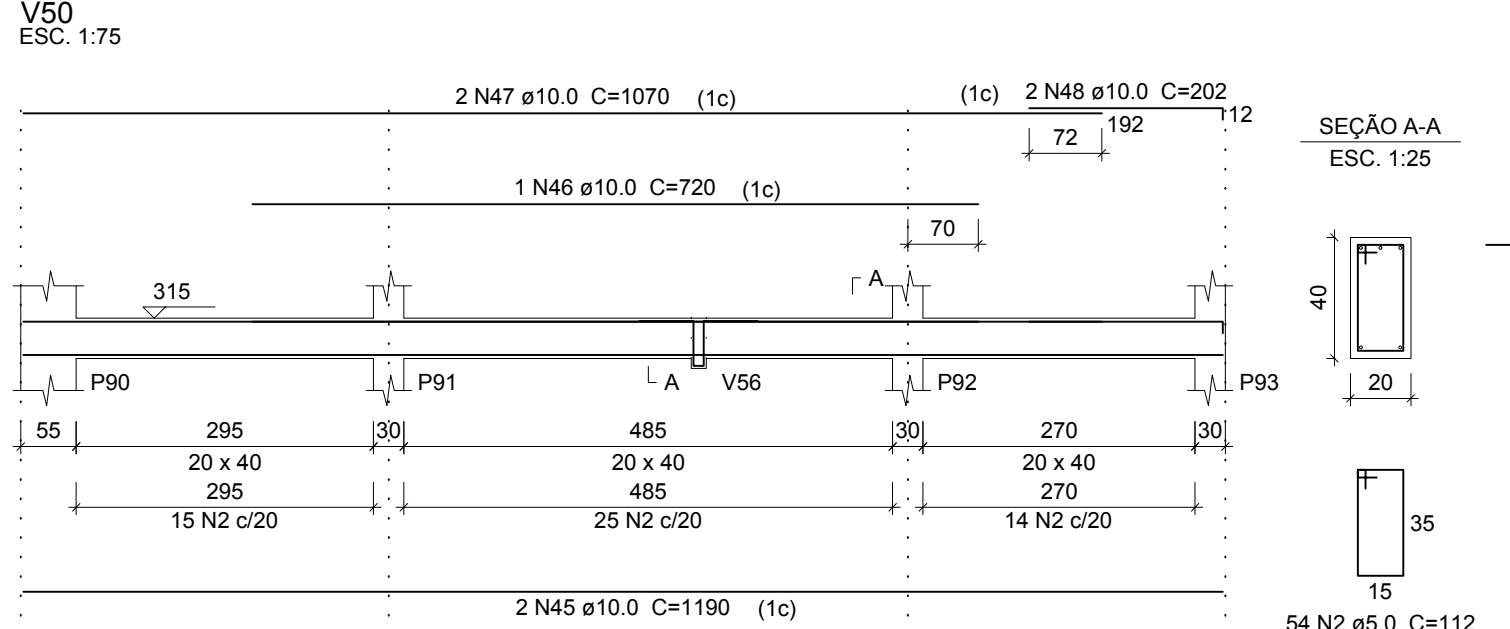 V50
ESC. 1:75
2 N47 ø10.0 C=1070 (1c)
(1c) 2 N48 ø10.0 C=202
12
192
72
SEÇÃO A-A
ESC. 1:25
1 N46 ø10.0 C=720 (1c)
70
A
315
40
P90
P91
A
V56
P92
P93
20
55
295
30
485
30
270
30
20 x 40
20 x 40
20 x 40
295
485
270
15 N2 c/20
25 N2 c/20
14 N2 c/20
35
15
2 N45 ø10.0 C=1190 (1c)
54 N2 ø5.0 C=112